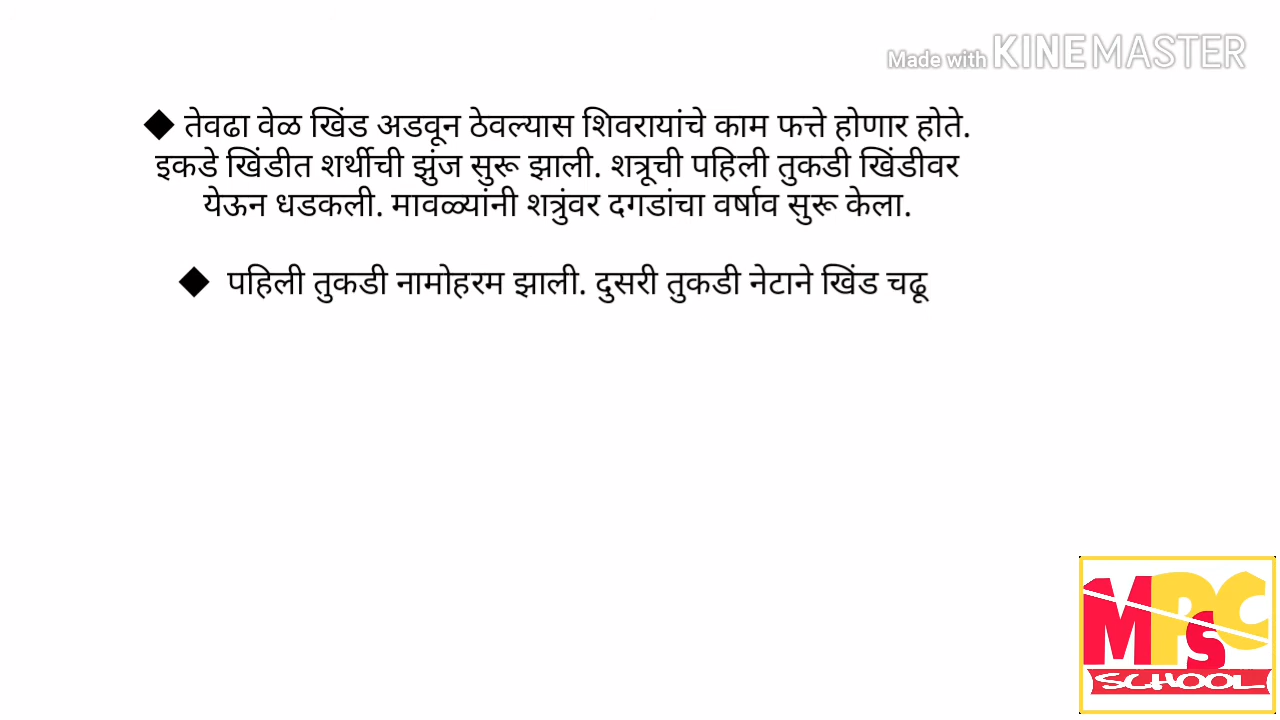 Made with KINEMASTER
◆ तेवढा वेळ खिंड अडवून ठेवल्यास शिवरायांचे काम फत्ते होणार होते.
इकडे खिंडीत शर्थीची झुंज सुरू झाली. शत्रूची पहिली तुकडी खिंडीवर
येऊन धडकली. मावळ्यांनी शत्रुंवर दगडांचा वर्षाव सुरू केला.
◆ पहिली तुकडी नामोहरम झाली. दुसरी तुकडी नेटाने खिंड चढू
MPSC
SCHOOL